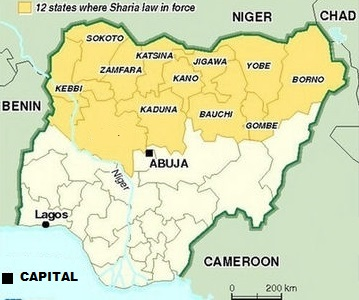 12 states where Sharia law in force
NIGER
CHAD
SOKOTO
KATSINA
JIGAWA
YOBE
ZAMFARA
KANO
BORNO
KEBBI
BENIN
KADUNA
BAUCHI
GOMBE
ABUJA
Niger
Lagos
CAMEROON
CAPITAL
0 200 km